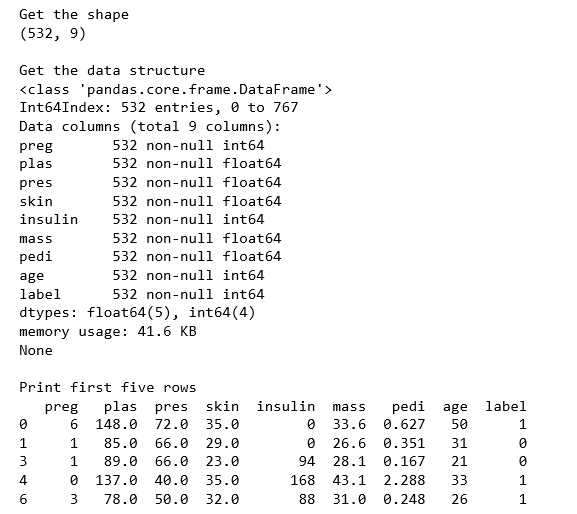 Get the shape
(532, 9)
Get the data structure
<class 'pandas.core.frame.DataFrame'>
Int64Index: 532 entries, 0 to 767
Data columns (total 9 columns):
preg       532 non-null int64
plas       532 non-null float64
pres       532 non-null float64
skin       532 non-null float64
insulin    532 non-null int64
mass       532 non-null float64
pedi       532 non-null float64
age        532 non-null int64
label      532 non-null int64
dtypes: float64(5), int64(4)
memory usage: 41.6 KB
None
Print first five rows
   preg   plas  pres  skin  insulin  mass   pedi  age  label
0     6  148.0  72.0  35.0        0  33.6  0.627   50      1
1     1   85.0  66.0  29.0        0  26.6  0.351   31      0
3     1   89.0  66.0  23.0       94  28.1  0.167   21      0
4     0  137.0  40.0  35.0      168  43.1  2.288   33      1
6     3   78.0  50.0  32.0       88  31.0  0.248   26      1